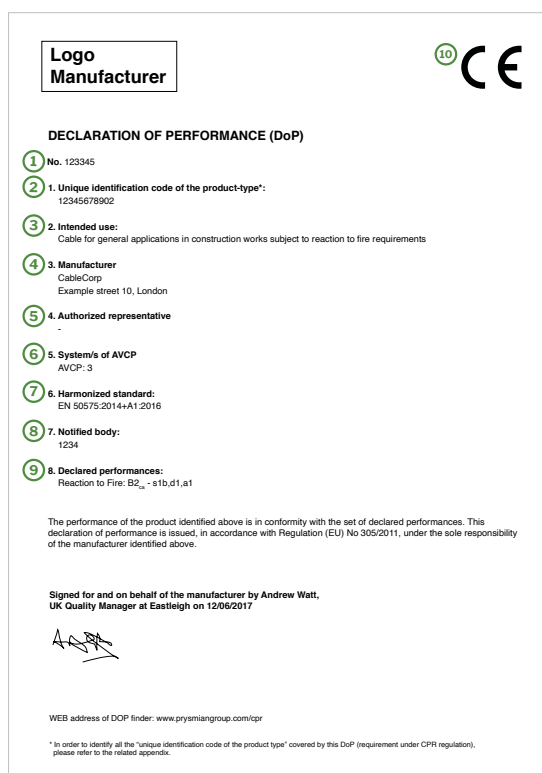 Logo
Manufacturer
10 CE
DECLARATION OF PERFORMANCE (DoP)
1 No. 123345
2 1. Unique identification code of the product-type*:
12345678902
3 2. Intended use:
Cable for general applications in construction works subject to reaction to fire requirements
4 3. Manufacturer
CableCorp
Example street 10, London
5 4. Authorized representative
-
6 5. System/s of AVCP
AVCP: 3
7 6. Harmonized standard:
EN 50575:2014+A1:2016
8 7. Notified body:
1234
9 8. Declared performances:
Reaction to Fire: B2ca - s1b,d1,a1
The performance of the product identified above is in conformity with the set of declared performances. This
declaration of performance is issued, in accordance with Regulation (EU) No 305/2011, under the sole responsibility
of the manufacturer identified above.
Signed for and on behalf of the manufacturer by Andrew Watt,
UK Quality Manager at Eastleigh on 12/06/2017
WEB address of DOP finder: www.prysmiangroup.com/cpr
* In order to identify all the "unique identification code of the product type" covered by this DoP (requirement under CPR regulation),
please refer to the related appendix.